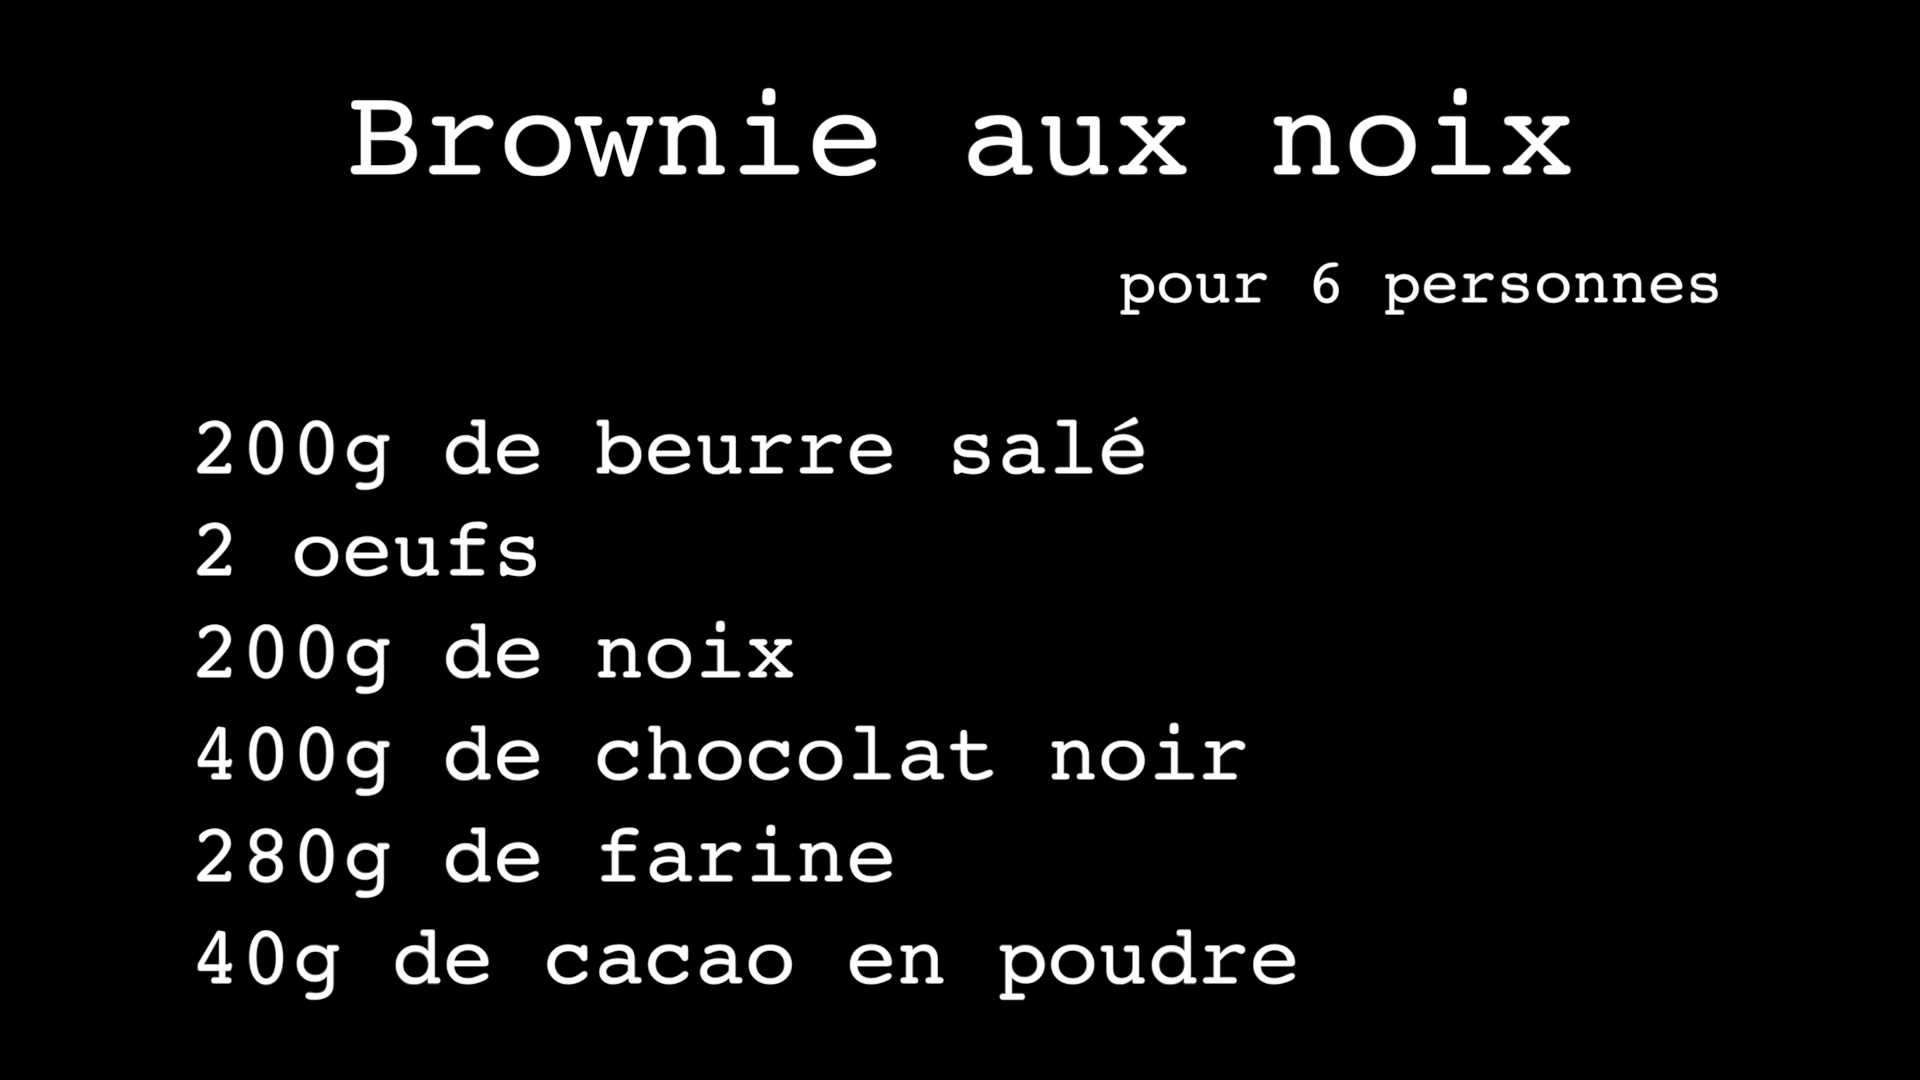 Brownie aux noix
pour 6 personnes
200g de beurre salé
2 oeufs
200g de noix
400g de chocolat noir
280g de farine
40g de cacao en poudre